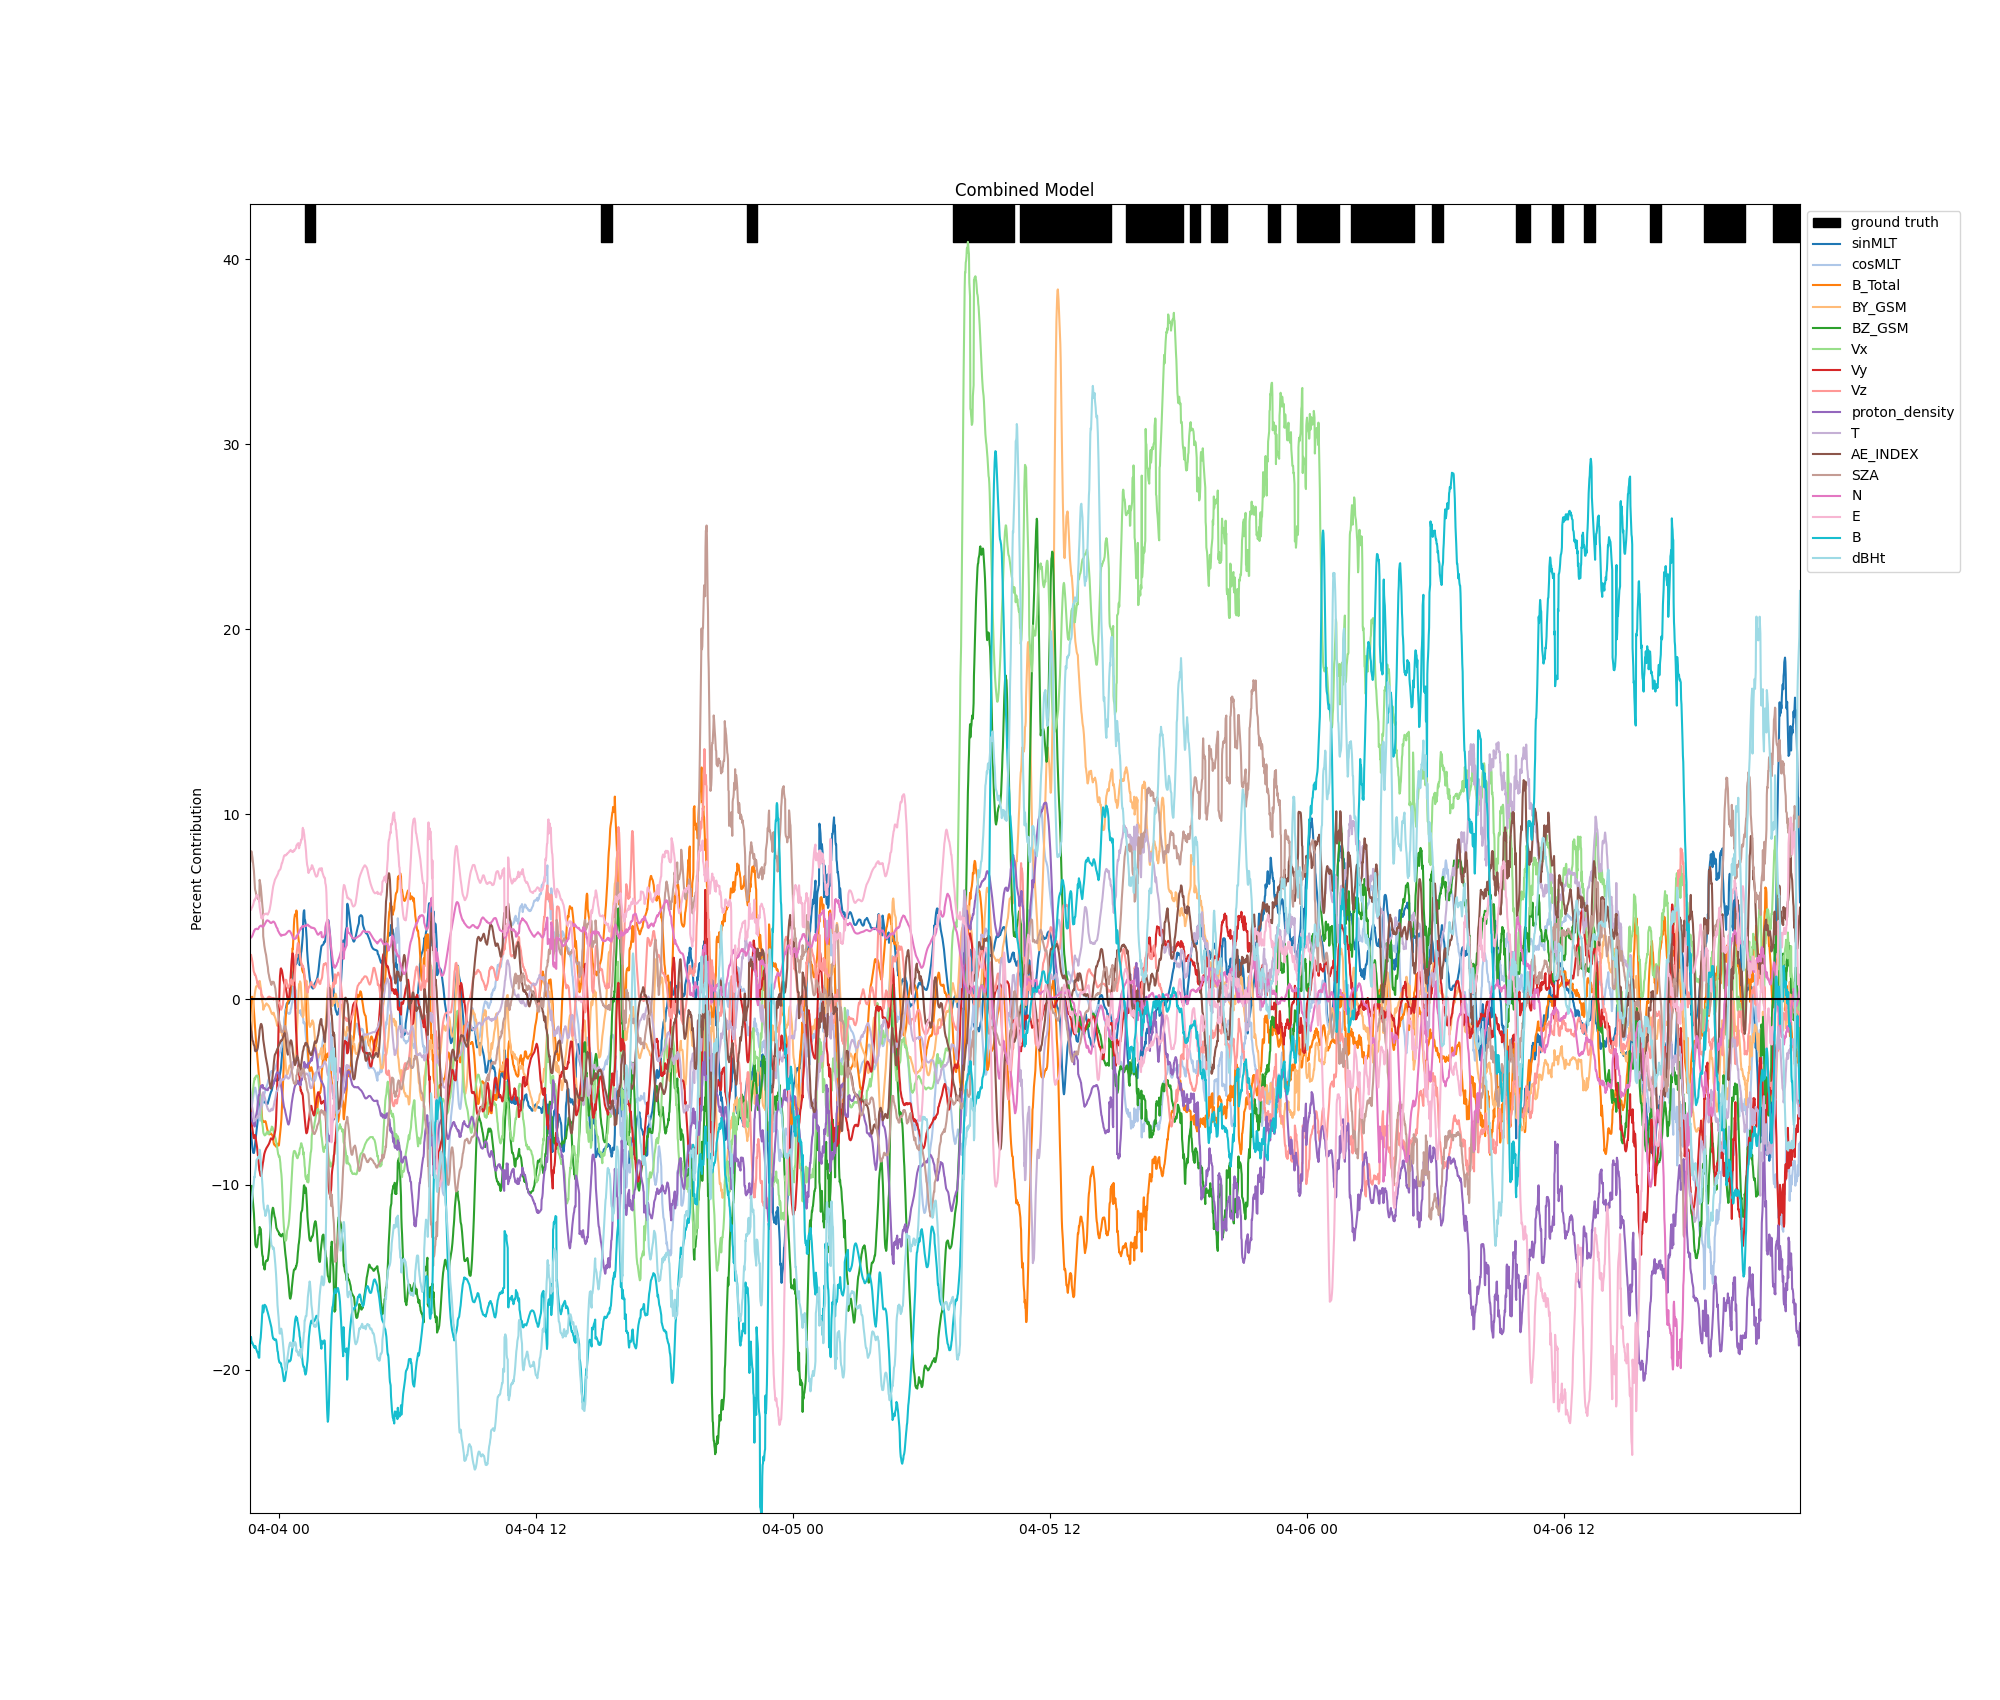 Combined Model
Percent Contribution
40
30
20
10
0
−10
−20
04-04 00
04-04 12
04-05 00
04-05 12
04-06 00
04-06 12
ground truth
sinMLT
cosMLT
B_Total
BY_GSM
BZ_GSM
Vx
Vy
Vz
proton_density
T
AE_INDEX
SZA
N
E
B
dBHt